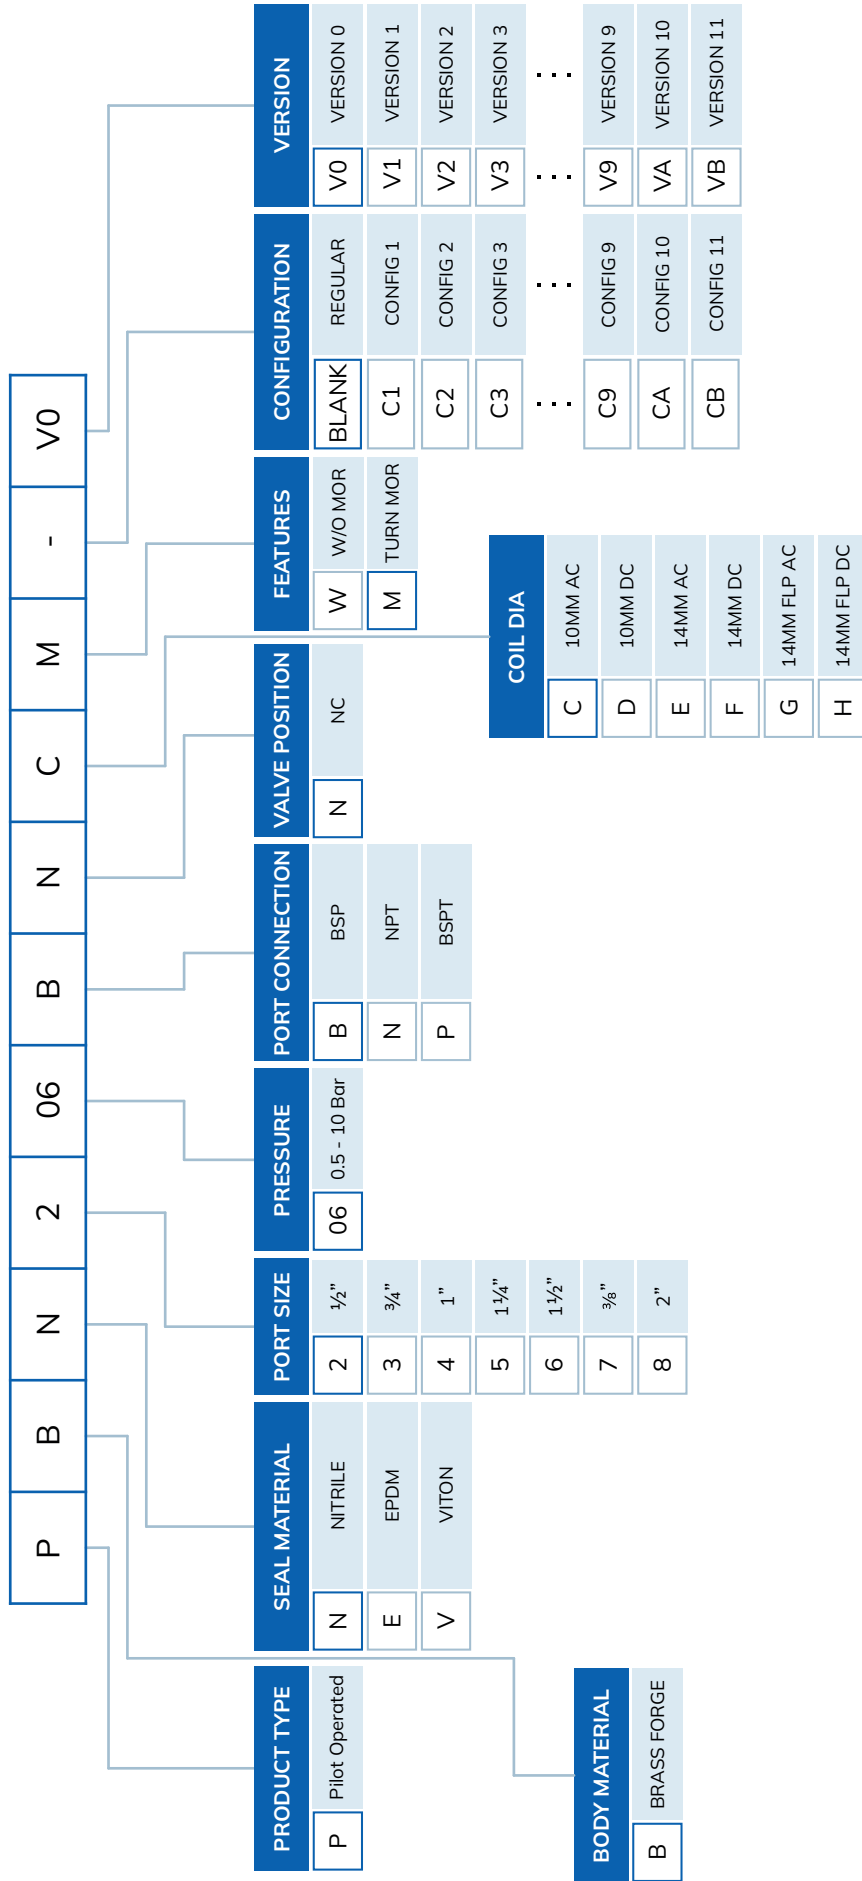 P B N 2 06 B N C M - V0
PRODUCT TYPE
P Pilot Operated
BODY MATERIAL
B BRASS FORGE
SEAL MATERIAL
N NITRILE
E EPDM
V VITON
PORT SIZE
2 ½”
3 ¾”
4 1”
5 1¼”
6 1½”
7 ⅜”
8 2”
PRESSURE
06 0.5 - 10 Bar
PORT CONNECTION
B BSP
N NPT
P BSPT
VALVE POSITION
N NC
COIL DIA
C 10MM AC
D 10MM DC
E 14MM AC
F 14MM DC
G 14MM FLP AC
H 14MM FLP DC
FEATURES
W W/O MOR
M TURN MOR
CONFIGURATION
BLANK REGULAR
C1 CONFIG 1
C2 CONFIG 2
C3 CONFIG 3
... ...
C9 CONFIG 9
CA CONFIG 10
CB CONFIG 11
VERSION
V0 VERSION 0
V1 VERSION 1
V2 VERSION 2
V3 VERSION 3
... ...
V9 VERSION 9
VA VERSION 10
VB VERSION 11